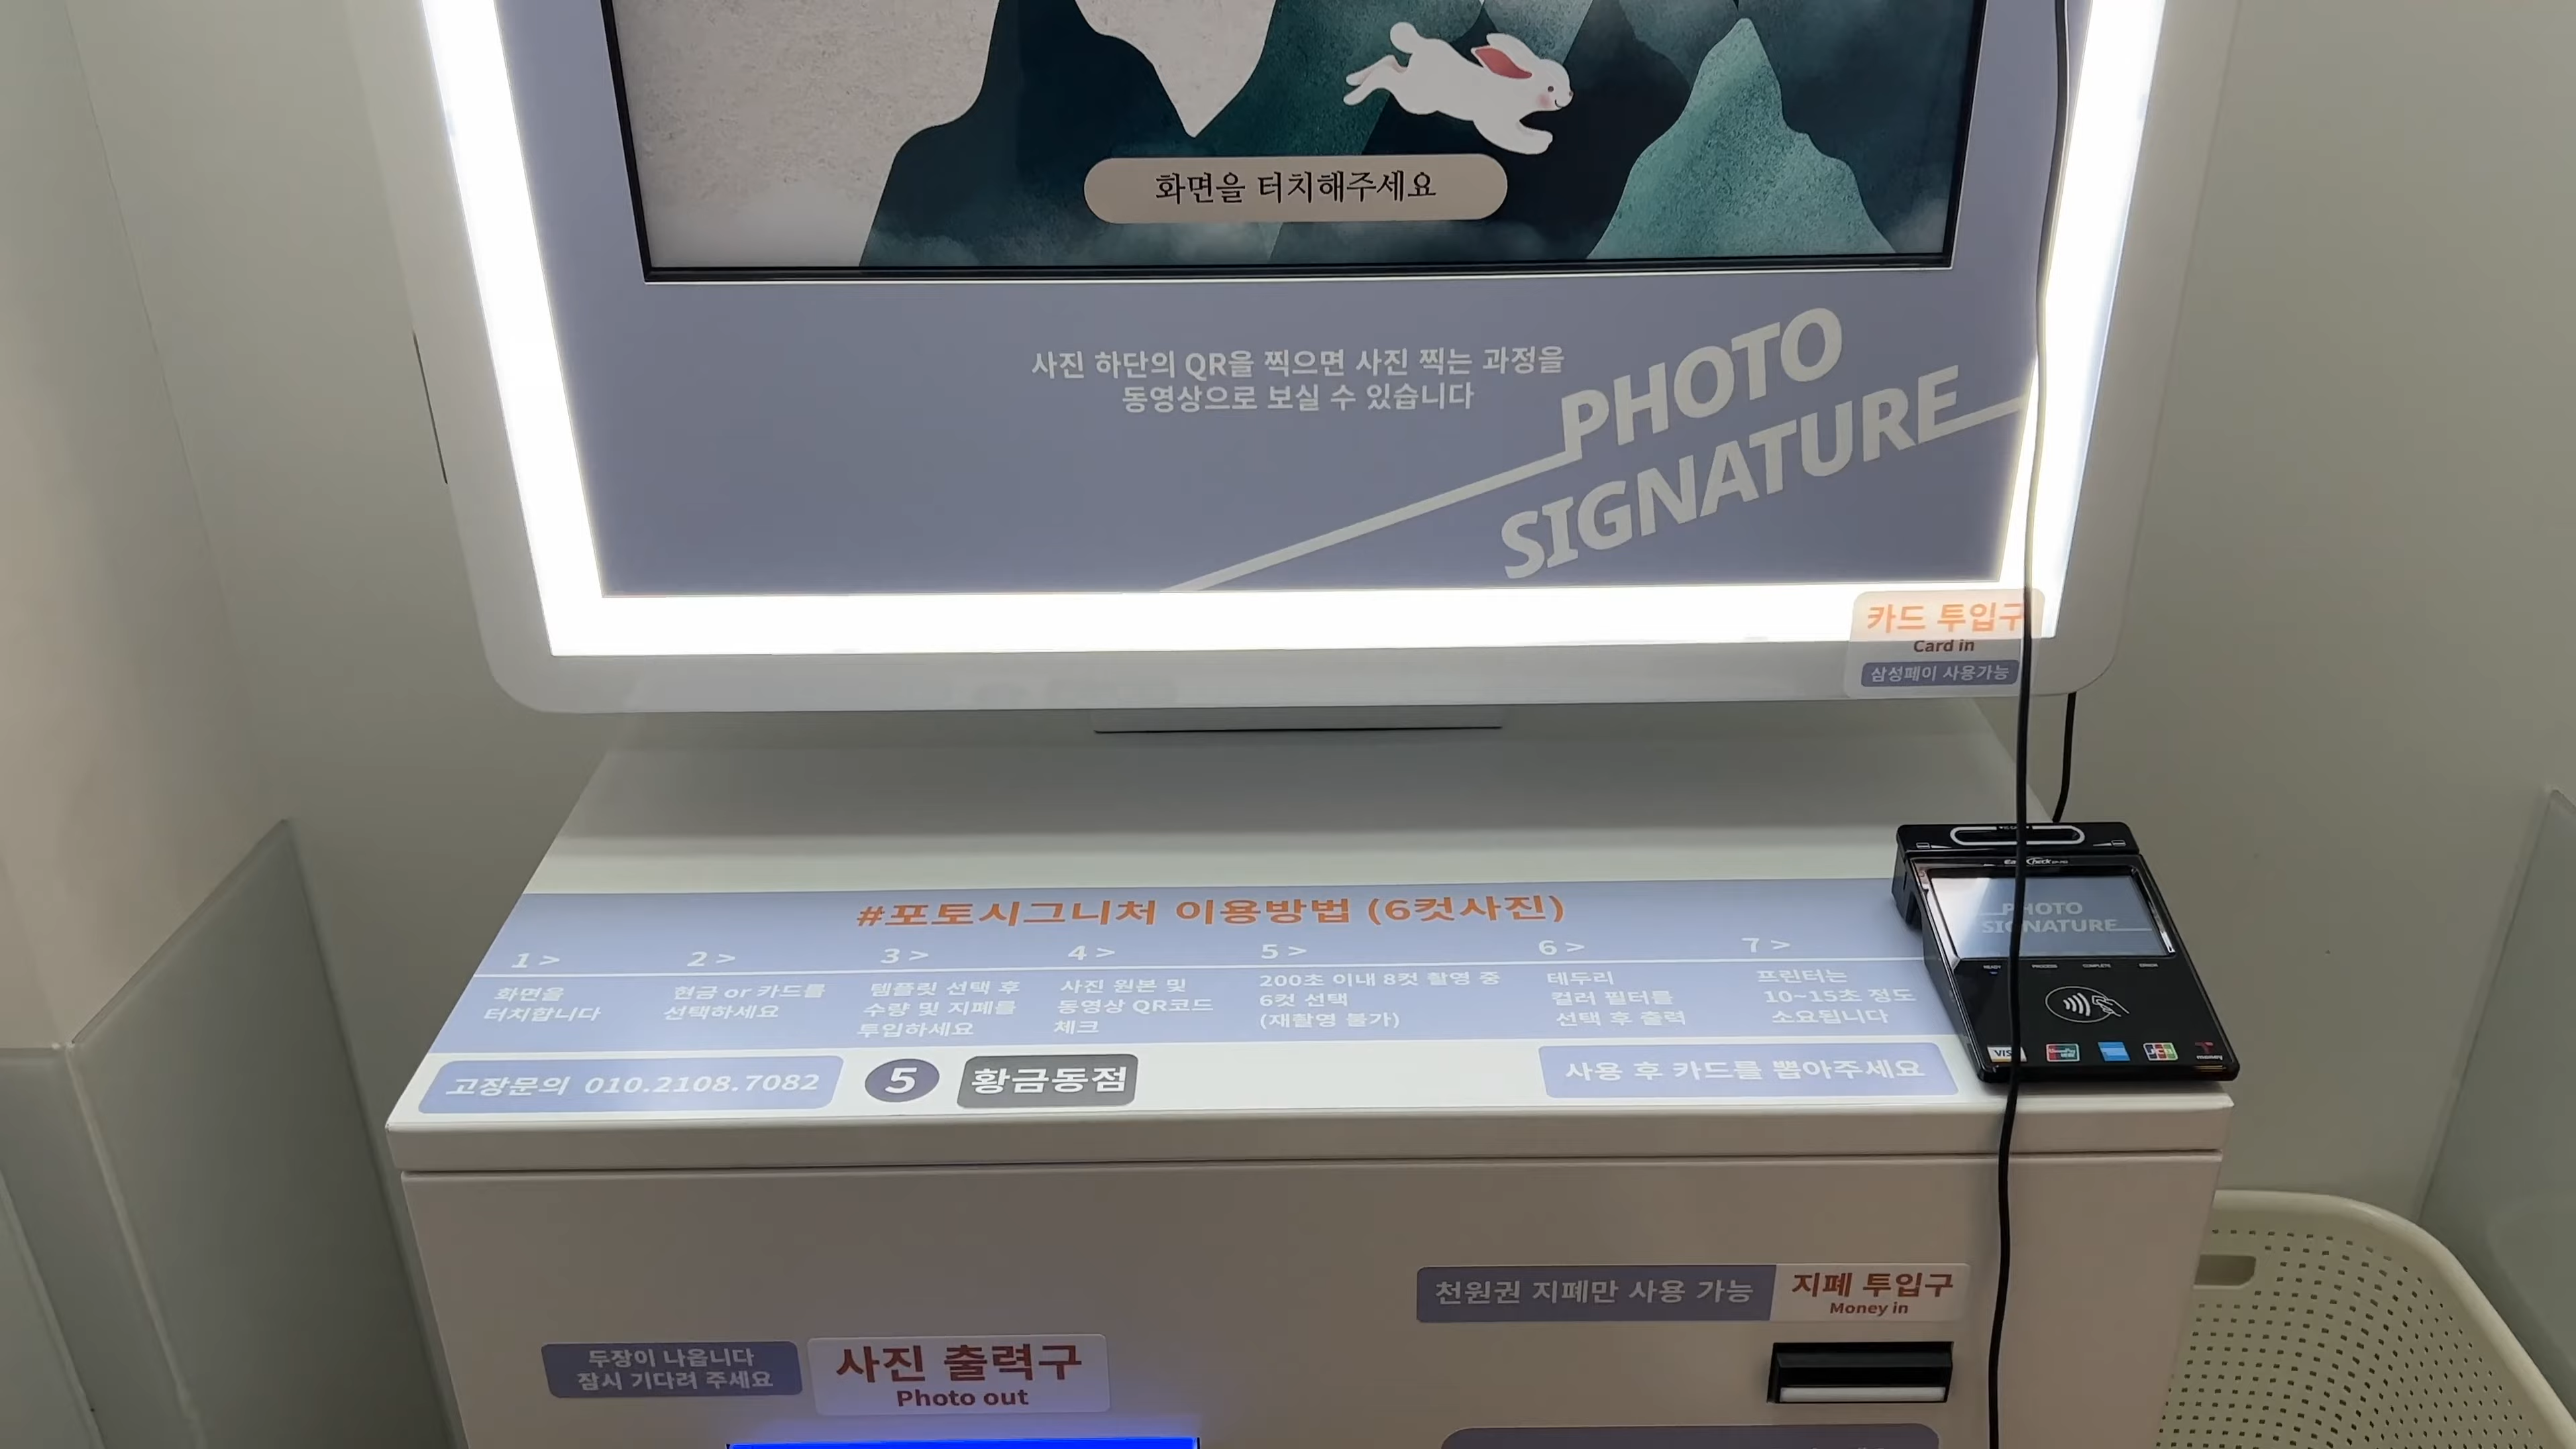 화면을 터치해주세요
사진 하단의 QR을 찍으면 사진 찍는 과정을
동영상으로 보실 수 있습니다
PHOTO
SIGNATURE
카드 투입구
Card in
삼성페이 사용가능
#포토시그니처 이용방법 (6컷사진)
1 >
화면을
터치합니다
2 >
현금 or 카드를
선택하세요
3 >
템플릿 선택 후
수량 및 지폐를
투입하세요
4 >
사진 원본 및
동영상 QR코드
체크
5 >
200초 이내 8컷 촬영 중
6컷 선택
(재촬영 불가)
6 >
테두리
컬러 필터를
선택 후 출력
7 >
프린터는
10~15초 정도
소요됩니다
PHOTO
SIGNATURE
고장문의 010.2108.7082
5
황금동점
사용 후 카드를 뽑아주세요
VISA
JCB
money
천원권 지폐만 사용 가능
지폐 투입구
Money in
두장이 나옵니다
잠시 기다려 주세요
사진 출력구
Photo out